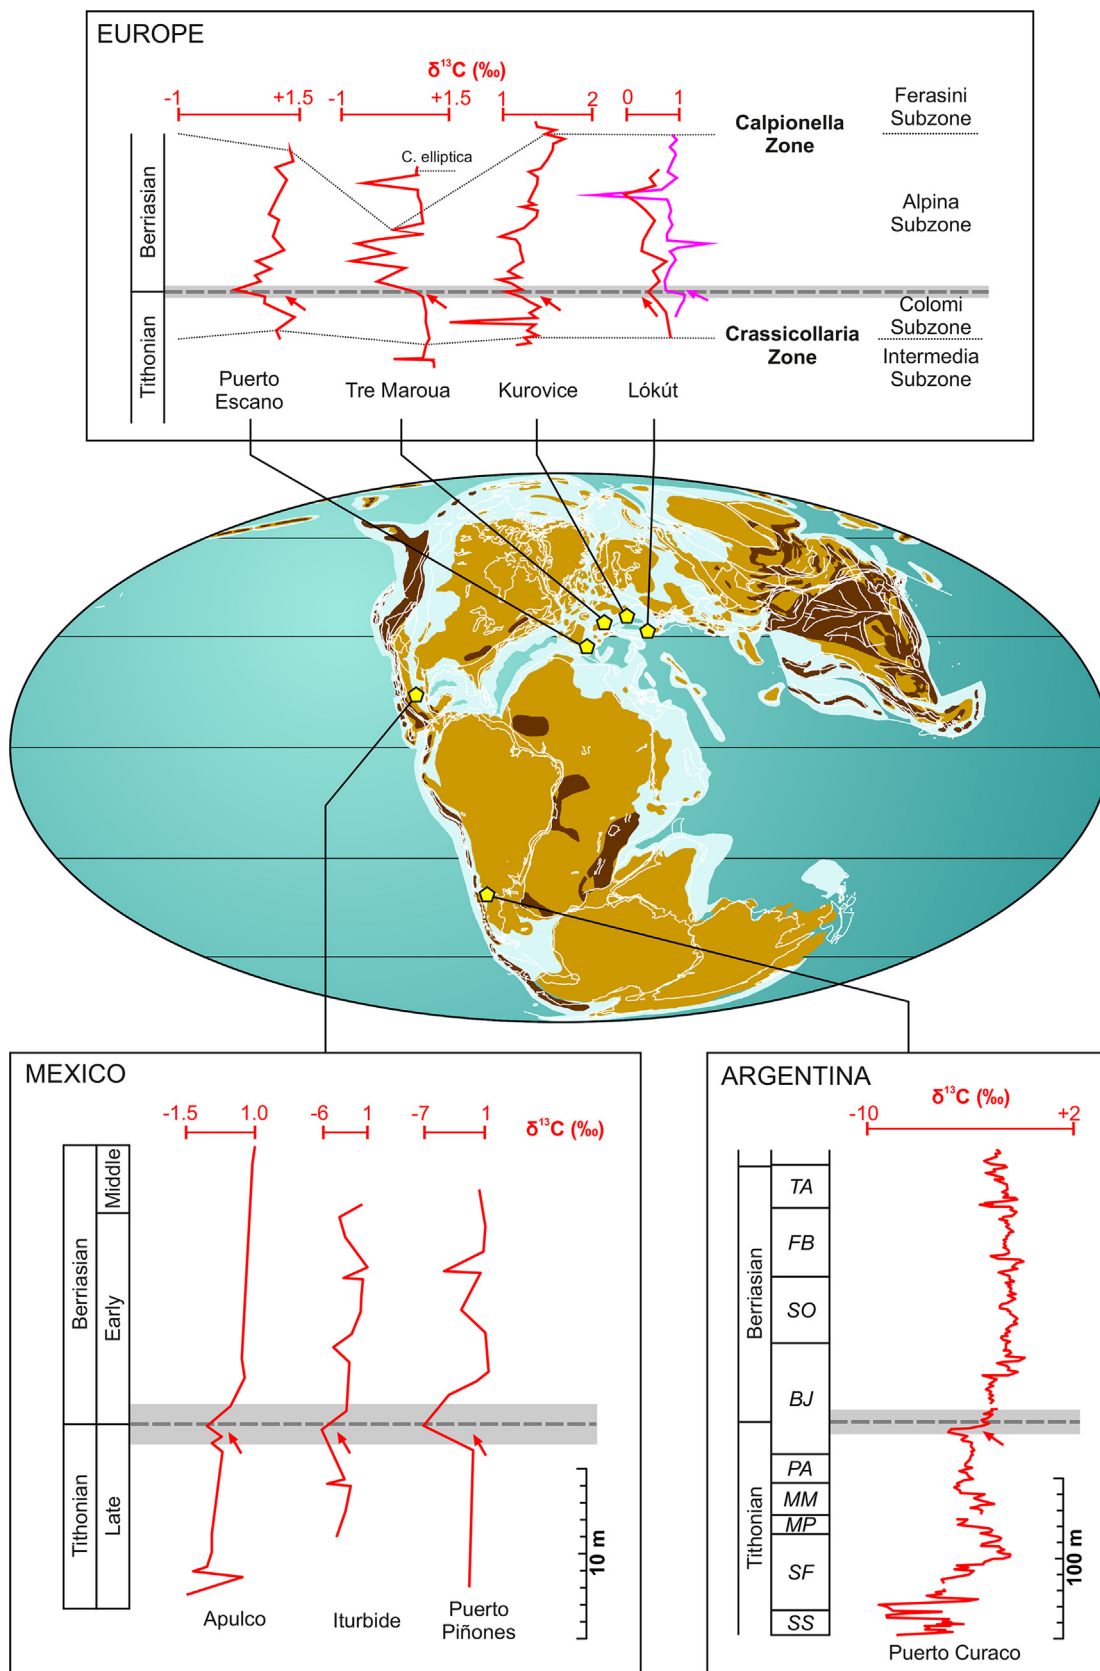 EUROPE
δ¹³C (‰)
-1 +1.5 -1 +1.5 1 2 0 1
Ferasini
Subzone
Calpionella
Zone
C. elliptica
Alpina
Subzone
Berriasian
Tithonian
Colomi
Subzone
Crassicollaria
Zone
Intermedia
Subzone
Puerto
Escano
Tre Maroua
Kurovice
Lókút
MEXICO
-1.5 1.0 -6 1 -7 1 δ¹³C (‰)
Berriasian
Tithonian
Middle
Early
Late
10 m
Apulco
Iturbide
Puerto
Piñones
ARGENTINA
δ¹³C (‰)
-10 +2
Berriasian
Tithonian
TA
FB
SO
BJ
PA
MM
MP
SF
SS
100 m
Puerto Curaco